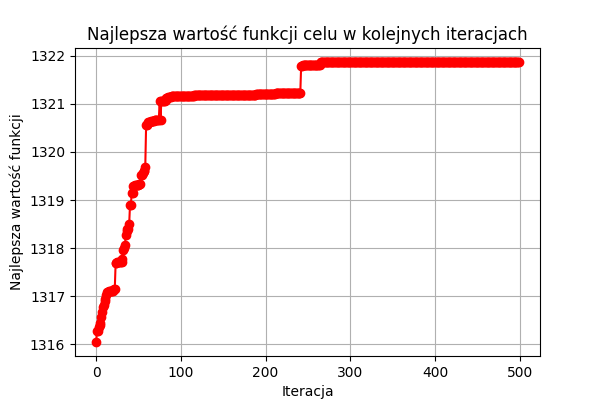 Najlepsza wartość funkcji celu w kolejnych iteracjach
Najlepsza wartość funkcji
1322
1321
1320
1319
1318
1317
1316
0 100 200 300 400 500
Iteracja